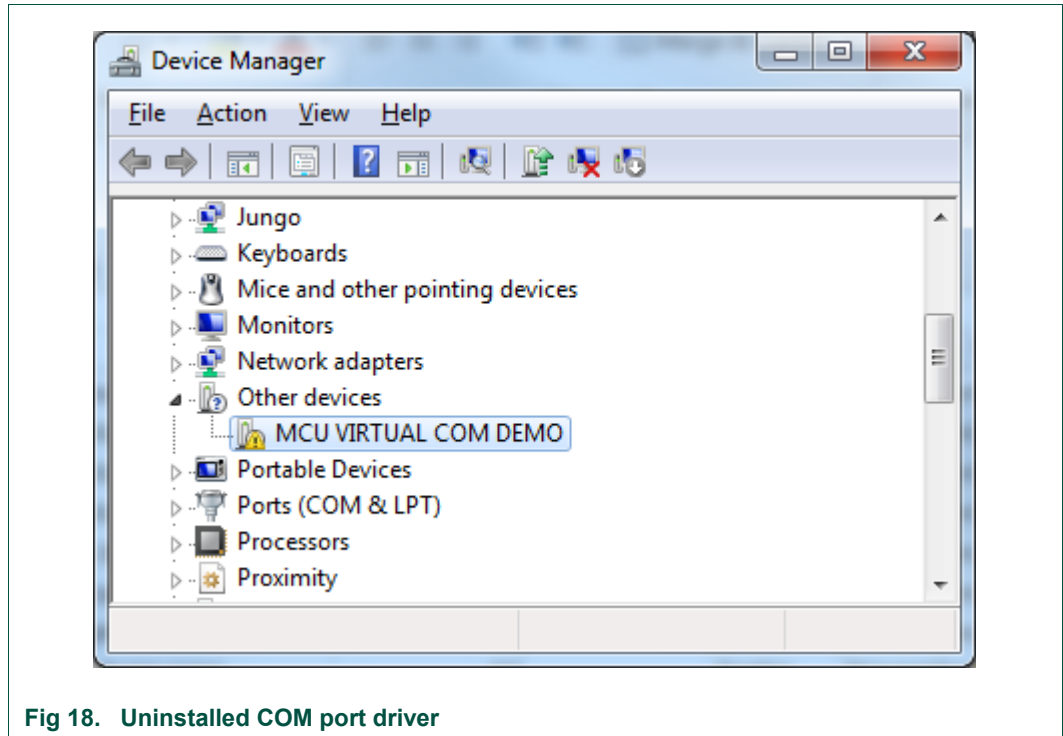 Device Manager
File Action View Help
Jungo
Keyboards
Mice and other pointing devices
Monitors
Network adapters
Other devices
MCU VIRTUAL COM DEMO
Portable Devices
Ports (COM & LPT)
Processors
Proximity
Fig 18. Uninstalled COM port driver